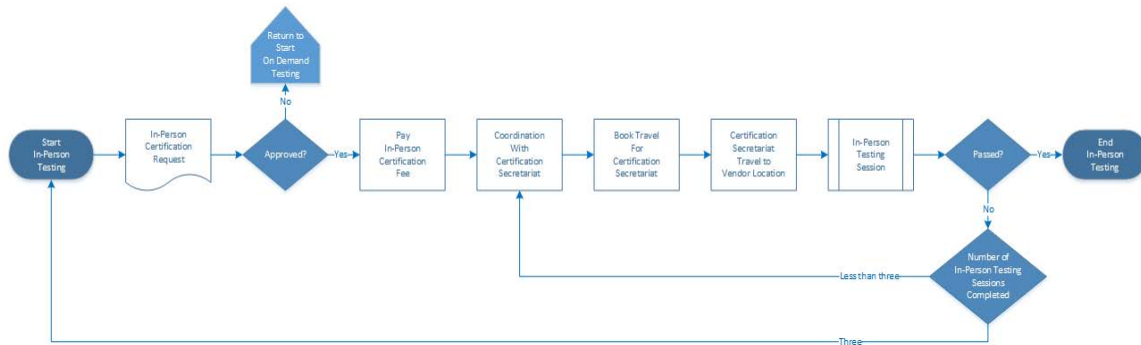 Return to
Start
On Demand
Testing
No
Start
In-Person
Testing
In-Person
Certification
Request
Approved?
Yes
Pay
In-Person
Certification
Fee
Coordination
With
Certification
Secretariat
Book Travel
For
Certification
Secretariat
Certification
Secretariat
Travel to
Vendor Location
In-Person
Testing
Session
Passed?
Yes
End
In-Person
Testing
No
Number of
In-Person Testing
Sessions
Completed
Less than three
Three